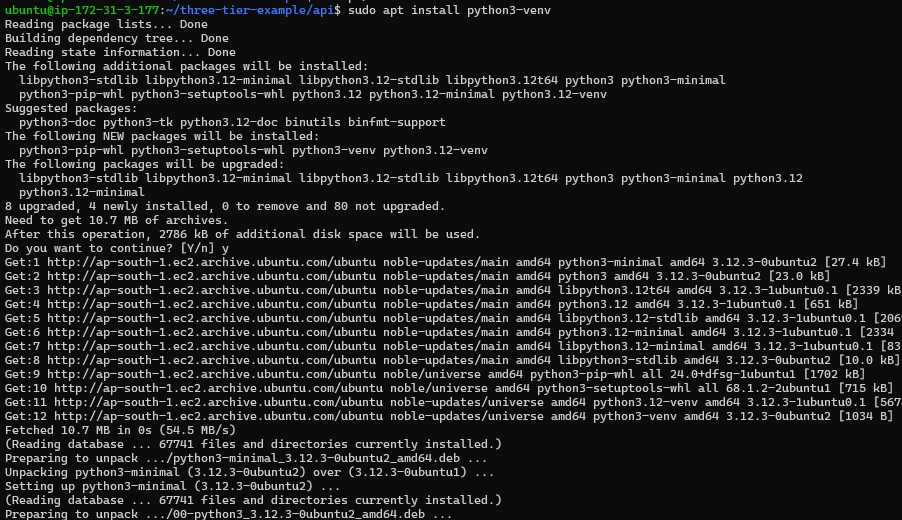 ubuntu@ip-172-31-3-177:~/three-tier-example/api$ sudo apt install python3-venv
Reading package lists... Done
Building dependency tree... Done
Reading state information... Done
The following additional packages will be installed:
  libpython3-stdlib libpython3.12-minimal libpython3.12-stdlib libpython3.12t64 python3 python3-minimal
  python3-pip-whl python3-setuptools-whl python3.12 python3.12-minimal python3.12-venv
Suggested packages:
  python3-doc python3-tk python3.12-doc binutils binfmt-support
The following NEW packages will be installed:
  python3-pip-whl python3-setuptools-whl python3-venv python3.12-venv
The following packages will be upgraded:
  libpython3-stdlib libpython3.12-minimal libpython3.12-stdlib libpython3.12t64 python3 python3-minimal python3.12
  python3.12-minimal
8 upgraded, 4 newly installed, 0 to remove and 80 not upgraded.
Need to get 10.7 MB of archives.
After this operation, 2786 kB of additional disk space will be used.
Do you want to continue? [Y/n] y
Get:1 http://ap-south-1.ec2.archive.ubuntu.com/ubuntu noble-updates/main amd64 python3-minimal amd64 3.12.3-0ubuntu2 [27.4 kB]
Get:2 http://ap-south-1.ec2.archive.ubuntu.com/ubuntu noble-updates/main amd64 python3 amd64 3.12.3-0ubuntu2 [23.0 kB]
Get:3 http://ap-south-1.ec2.archive.ubuntu.com/ubuntu noble-updates/main amd64 libpython3.12t64 amd64 3.12.3-1ubuntu0.1 [2339 kB
Get:4 http://ap-south-1.ec2.archive.ubuntu.com/ubuntu noble-updates/main amd64 python3.12 amd64 3.12.3-1ubuntu0.1 [651 kB]
Get:5 http://ap-south-1.ec2.archive.ubuntu.com/ubuntu noble-updates/main amd64 libpython3.12-stdlib amd64 3.12.3-1ubuntu0.1 [206
Get:6 http://ap-south-1.ec2.archive.ubuntu.com/ubuntu noble-updates/main amd64 python3.12-minimal amd64 3.12.3-1ubuntu0.1 [2334
Get:7 http://ap-south-1.ec2.archive.ubuntu.com/ubuntu noble-updates/main amd64 libpython3.12-minimal amd64 3.12.3-1ubuntu0.1 [83
Get:8 http://ap-south-1.ec2.archive.ubuntu.com/ubuntu noble-updates/main amd64 libpython3-stdlib amd64 3.12.3-0ubuntu2 [10.0 kB]
Get:9 http://ap-south-1.ec2.archive.ubuntu.com/ubuntu noble/universe amd64 python3-pip-whl all 24.0+dfsg-1ubuntu1 [1702 kB]
Get:10 http://ap-south-1.ec2.archive.ubuntu.com/ubuntu noble/universe amd64 python3-setuptools-whl all 68.1.2-2ubuntu1 [715 kB]
Get:11 http://ap-south-1.ec2.archive.ubuntu.com/ubuntu noble-updates/universe amd64 python3.12-venv amd64 3.12.3-1ubuntu0.1 [567
Get:12 http://ap-south-1.ec2.archive.ubuntu.com/ubuntu noble-updates/universe amd64 python3-venv amd64 3.12.3-0ubuntu2 [1034 B]
Fetched 10.7 MB in 0s (54.5 MB/s)
(Reading database ... 67741 files and directories currently installed.)
Preparing to unpack .../python3-minimal_3.12.3-0ubuntu2_amd64.deb ...
Unpacking python3-minimal (3.12.3-0ubuntu2) over (3.12.3-0ubuntu1) ...
Setting up python3-minimal (3.12.3-0ubuntu2) ...
(Reading database ... 67741 files and directories currently installed.)
Preparing to unpack .../00-python3_3.12.3-0ubuntu2_amd64.deb ...